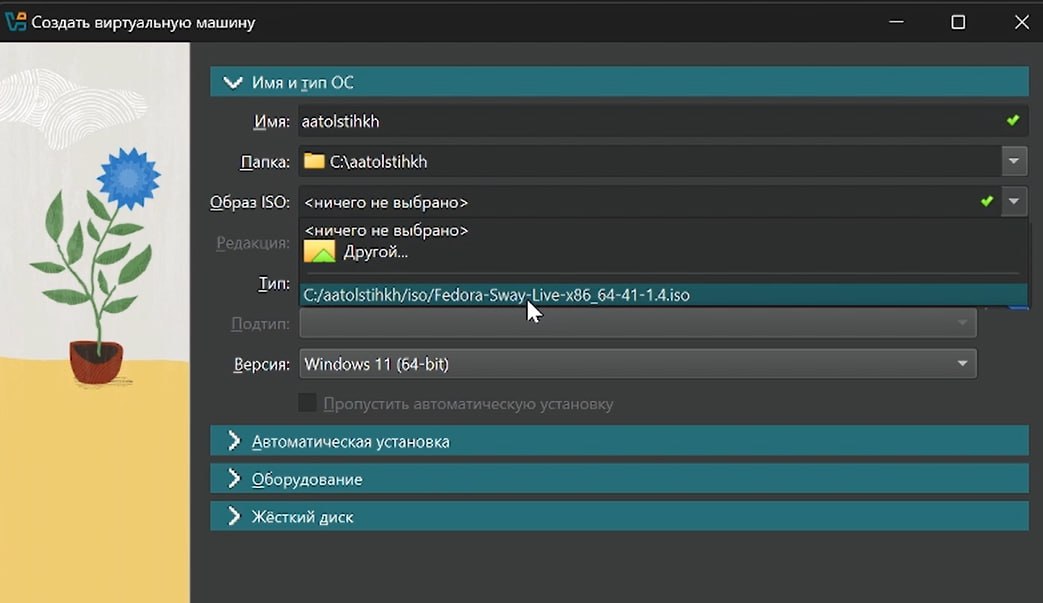 Создать виртуальную машину
Имя и тип ОС
Имя: aatolstihkh
Папка: C:\aatolstihkh
Образ ISO: <ничего не выбрано>
<ничего не выбрано>
Редакция:
Другой...
Тип:
C:/aatolstihkh/iso/Fedora-Sway-Live-x86_64-41-1.4.iso
Подтип:
Версия: Windows 11 (64-bit)
Пропустить автоматическую установку
Автоматическая установка
Оборудование
Жёсткий диск